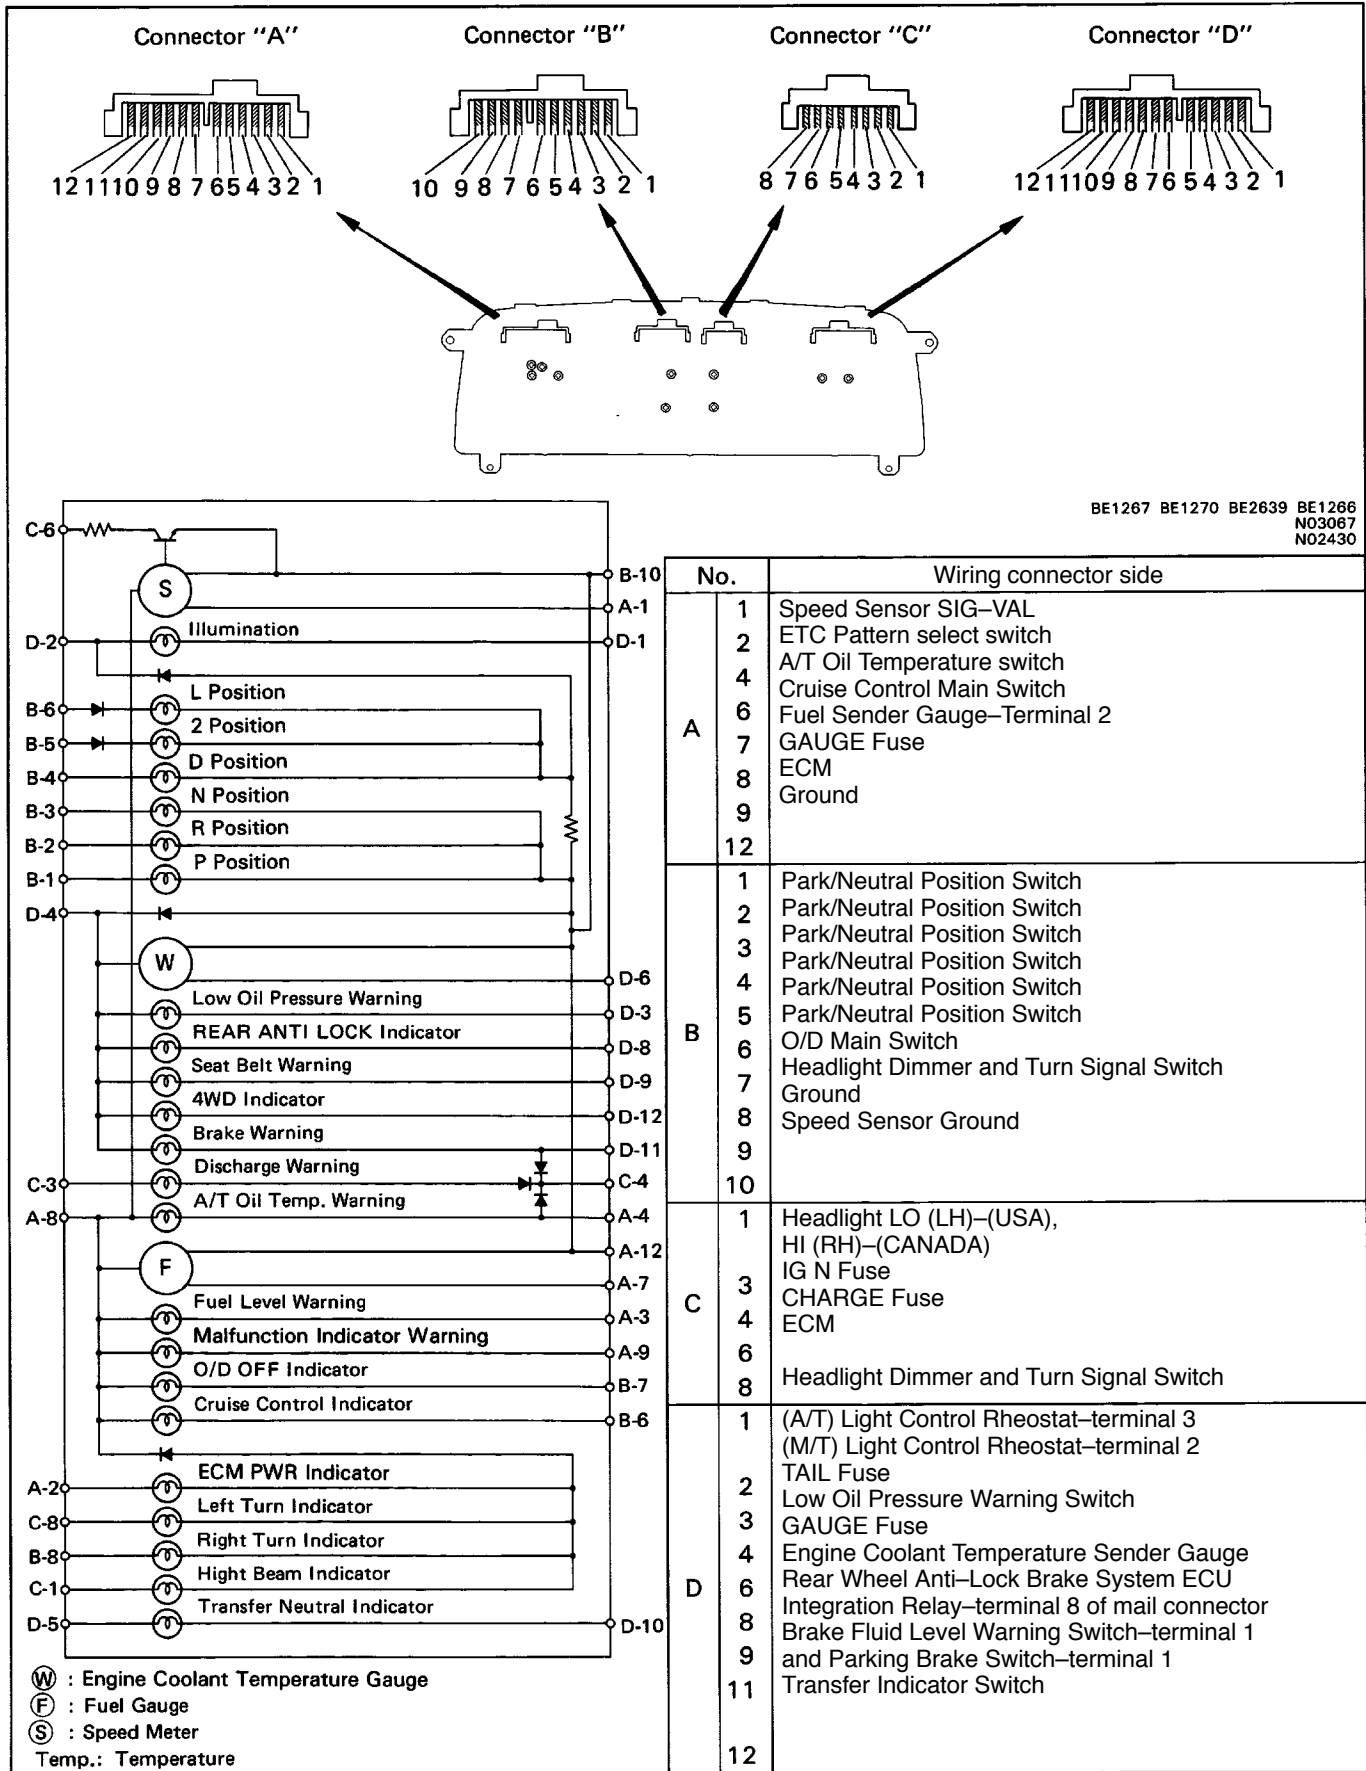 Connector "A"
Connector "B"
Connector "C"
Connector "D"
12 11 10 9 8 7 6 5 4 3 2 1
10 9 8 7 6 5 4 3 2 1
8 7 6 5 4 3 2 1
12 11 10 9 8 7 6 5 4 3 2 1
BE1267 BE1270 BE2639 BE1266
N03067
N02430
C-6
S
B-10
A-1
D-2
Illumination
D-1
L Position
B-6
2 Position
B-5
D Position
B-4
N Position
B-3
R Position
B-2
P Position
B-1
D-4
W
D-6
Low Oil Pressure Warning
D-3
REAR ANTI LOCK Indicator
D-8
Seat Belt Warning
D-9
4WD Indicator
D-12
Brake Warning
D-11
Discharge Warning
C-3
C-4
A/T Oil Temp. Warning
A-8
A-4
A-12
F
A-7
Fuel Level Warning
A-3
Malfunction Indicator Warning
A-9
O/D OFF Indicator
B-7
Cruise Control Indicator
B-6
ECM PWR Indicator
A-2
Left Turn Indicator
C-8
Right Turn Indicator
B-8
Hight Beam Indicator
C-1
Transfer Neutral Indicator
D-5
D-10
W : Engine Coolant Temperature Gauge
F : Fuel Gauge
S : Speed Meter
Temp.: Temperature
No. Wiring connector side
A
1
2
4
6
7
8
9
12
Speed Sensor SIG–VAL
ETC Pattern select switch
A/T Oil Temperature switch
Cruise Control Main Switch
Fuel Sender Gauge–Terminal 2
GAUGE Fuse
ECM
Ground
B
1
2
3
4
5
6
7
8
9
10
Park/Neutral Position Switch
Park/Neutral Position Switch
Park/Neutral Position Switch
Park/Neutral Position Switch
Park/Neutral Position Switch
Park/Neutral Position Switch
O/D Main Switch
Headlight Dimmer and Turn Signal Switch
Ground
Speed Sensor Ground
C
1
3
4
6
8
Headlight LO (LH)–(USA),
HI (RH)–(CANADA)
IG N Fuse
CHARGE Fuse
ECM
Headlight Dimmer and Turn Signal Switch
D
1
2
3
4
6
8
9
11
12
(A/T) Light Control Rheostat–terminal 3
(M/T) Light Control Rheostat–terminal 2
TAIL Fuse
Low Oil Pressure Warning Switch
GAUGE Fuse
Engine Coolant Temperature Sender Gauge
Rear Wheel Anti–Lock Brake System ECU
Integration Relay–terminal 8 of mail connector
Brake Fluid Level Warning Switch–terminal 1
and Parking Brake Switch–terminal 1
Transfer Indicator Switch